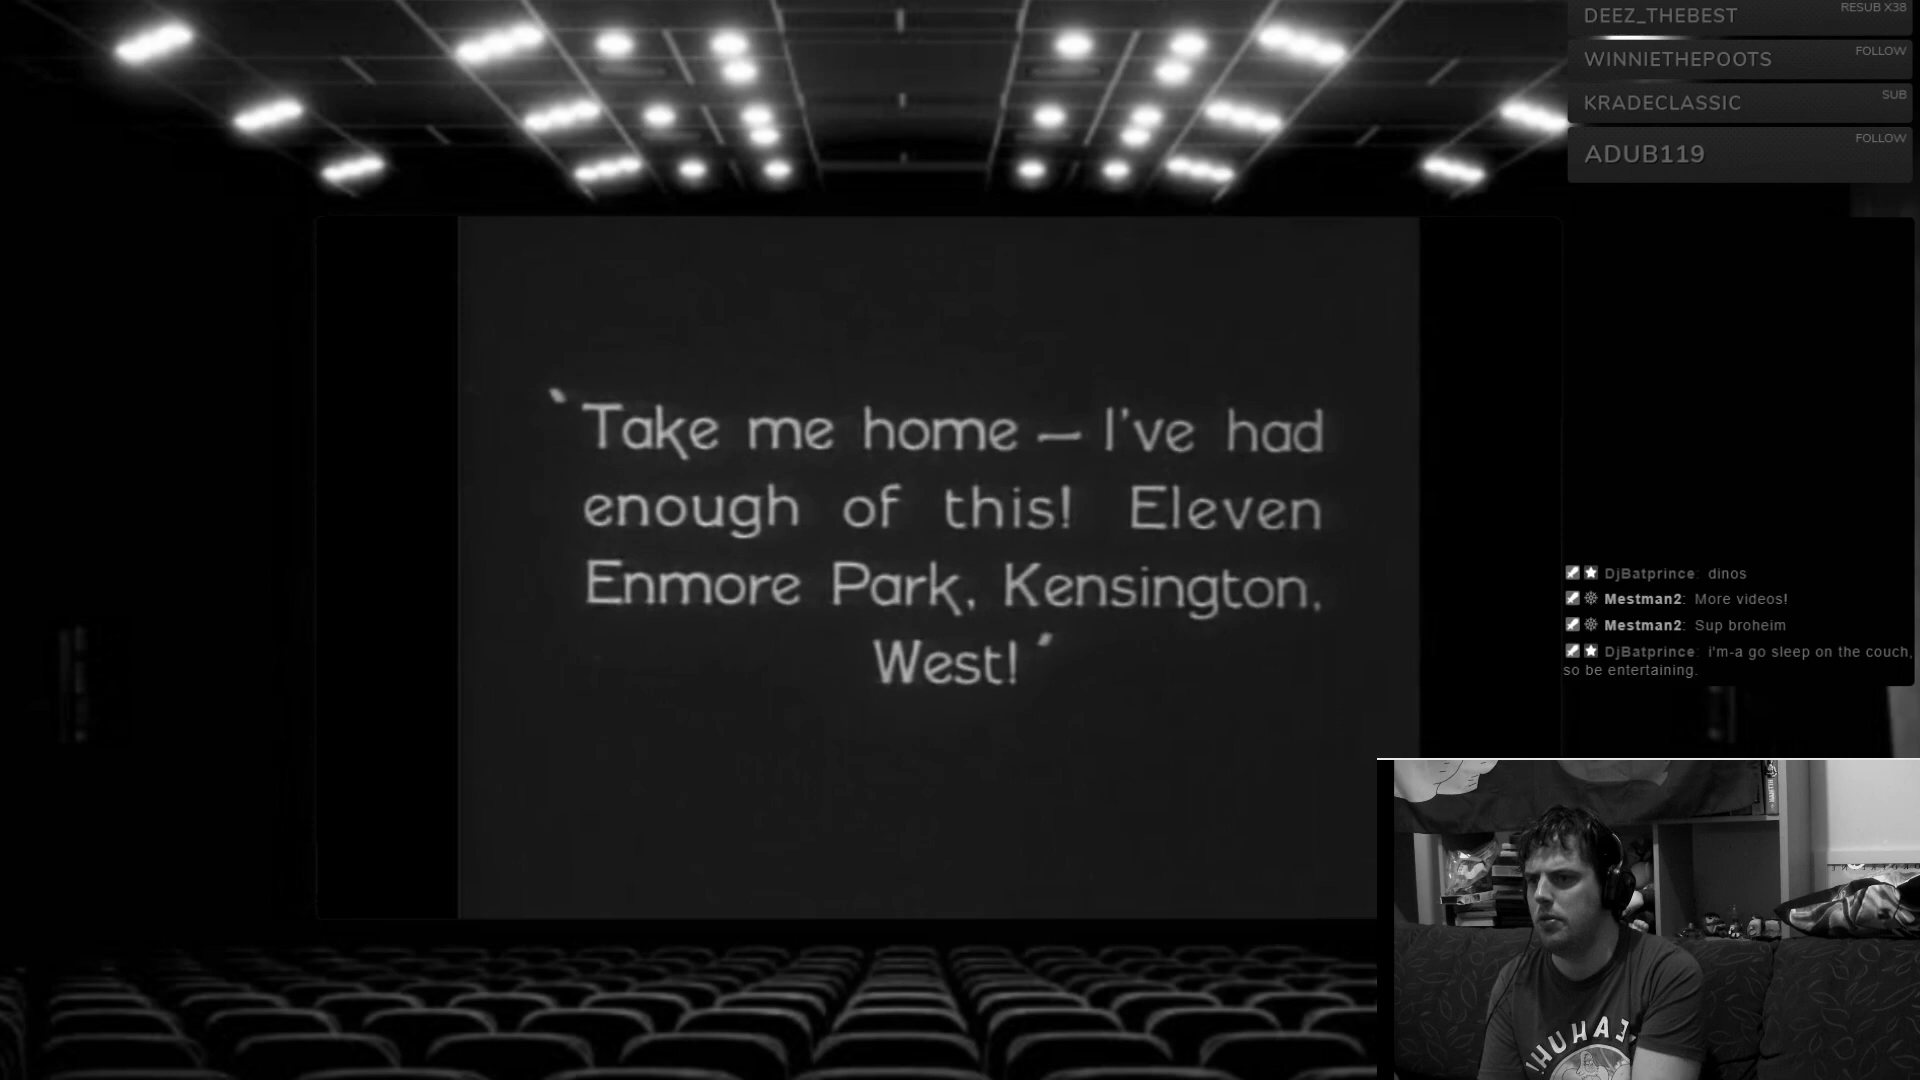 DEEZ_THEBEST RESUB X38
WINNIETHEPOOTS FOLLOW
KRADECLASSIC SUB
ADUB119 FOLLOW
‘Take me home — I've had
enough of this! Eleven
Enmore Park, Kensington,
West!’
DjBatprince: dinos
Mestman2: More videos!
Mestman2: Sup broheim
DjBatprince: i'm-a go sleep on the couch,
so be entertaining.